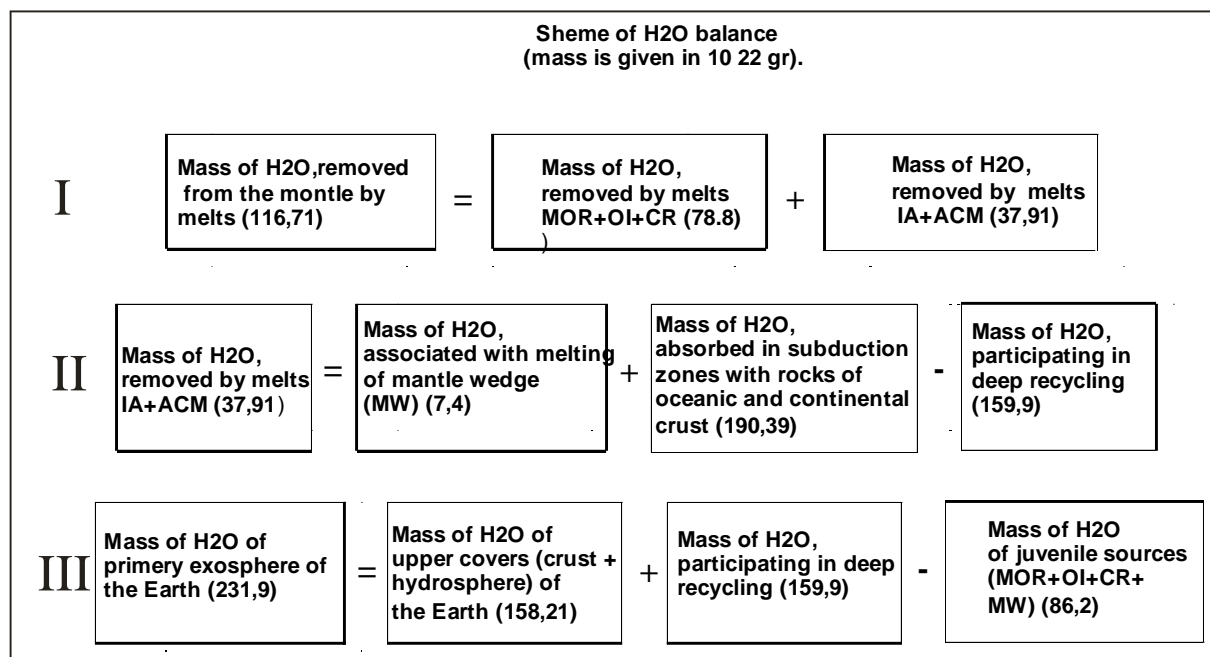 Sheme of H2O balance
(mass is given in 10 22 gr).
I
Mass of H2O,removed
from the montle by
melts (116,71)
=
Mass of H2O,
removed by melts
MOR+OI+CR (78.8)
)
+
Mass of H2O,
removed by melts
IA+ACM (37,91)
II
Mass of H2O,
removed by melts
IA+ACM (37,91)
=
Mass of H2O,
associated with melting
of mantle wedge
(MW) (7,4)
+
Mass of H2O,
absorbed in subduction
zones with rocks of
oceanic and continental
crust (190,39)
-
Mass of H2O,
participating in
deep recycling
(159,9)
III
Mass of H2O of
primery exosphere of
the Earth (231,9)
=
Mass of H2O of
upper covers (crust +
hydrosphere) of
the Earth (158,21)
+
Mass of H2O,
participating in deep
recycling (159,9)
-
Mass of H2O
of juvenile sources
(MOR+OI+CR+
MW) (86,2)